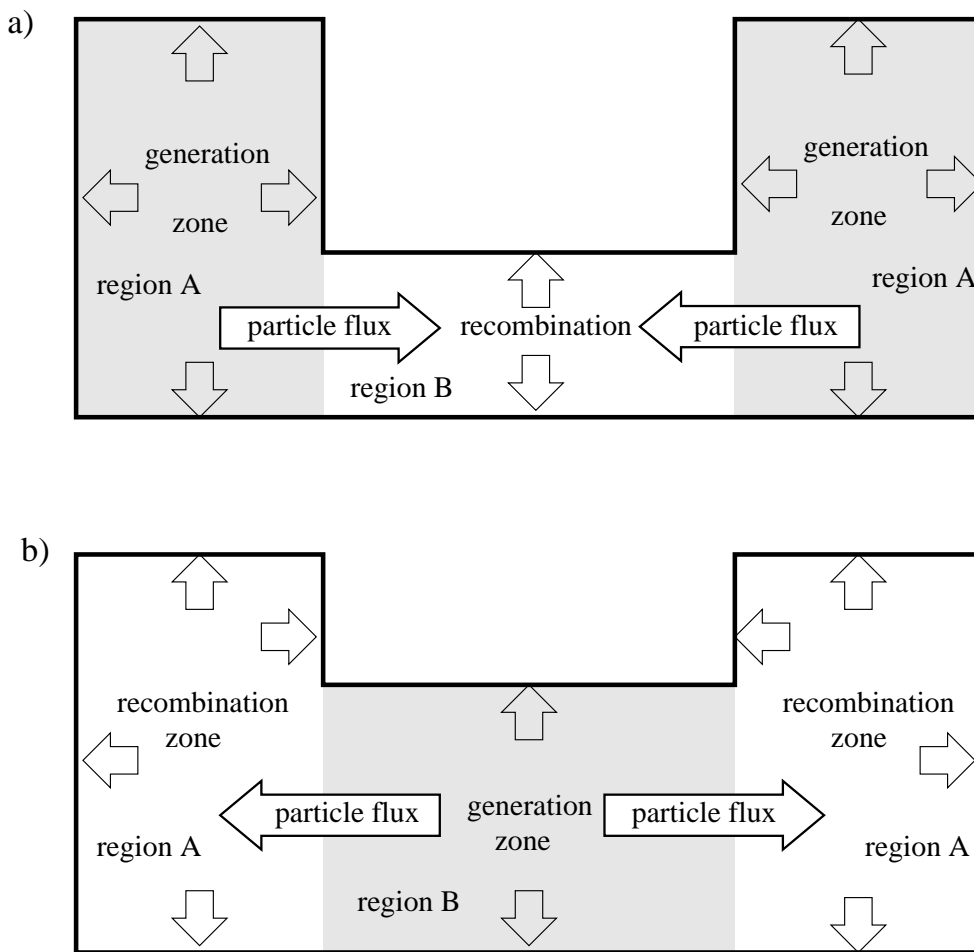 a)
generation
zone
region A
particle flux
recombination
region B
particle flux
generation
zone
region A
b)
recombination
zone
region A
particle flux
generation
zone
region B
particle flux
recombination
zone
region A